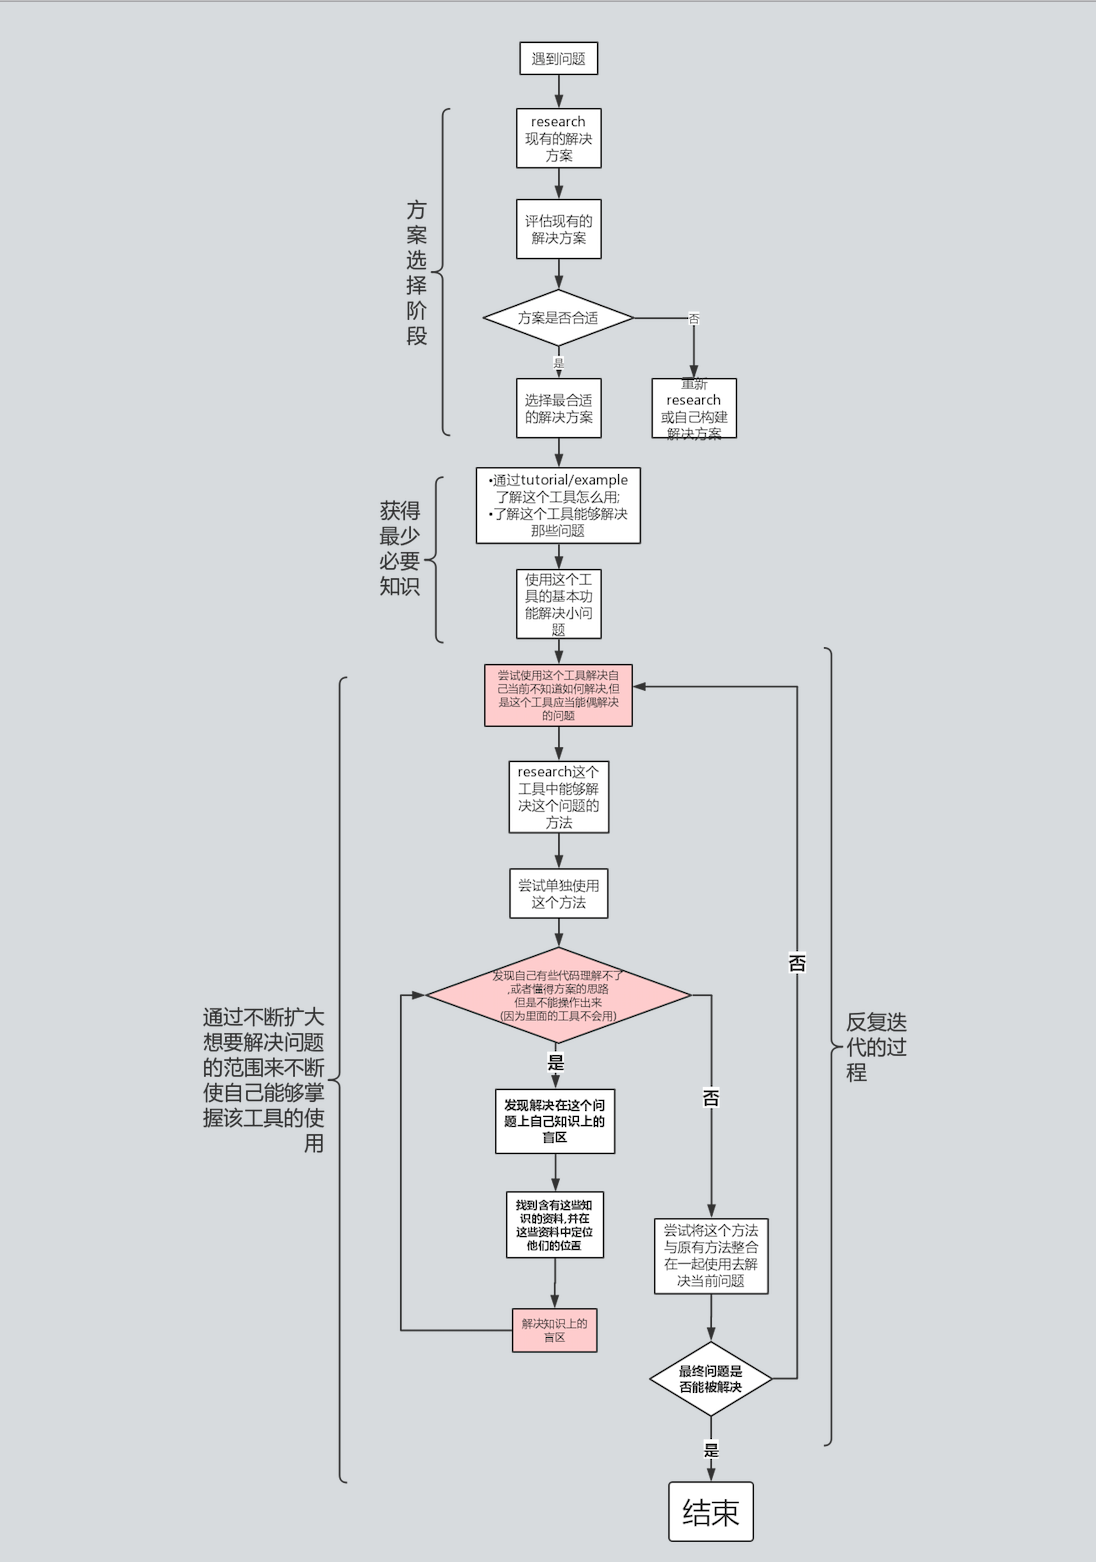 遇到问题
research
现有的解决
方案
评估现有的
解决方案
方案是否合适
否
是
选择最合适
的解决方案
重新
research
或自己构建
解决方案
方
案
选
择
阶
段
•通过tutorial/example
了解这个工具怎么用;
•了解这个工具能够解决
那些问题
使用这个工
具的基本功
能解决小问
题
获得
最少
必要
知识
尝试使用这个工具解决自
己当前不知道如何解决,但
是这个工具应当能偶解决
的问题
research这个
工具中能够解
决这个问题的
方法
尝试单独使用
这个方法
发现自己有些代码理解不了
,或者懂得方案的思路
但是不能操作出来
(因为里面的工具不会用)
是
否
发现解决在这个问
题上自己知识上的
盲区
找到含有这些知
识的资料,并在
这些资料中定位
他们的位置
解决知识上的
盲区
尝试将这个方法
与原有方法整合
在一起使用去解
决当前问题
最终问题是
否能被解决
否
是
结束
通过不断扩大
想要解决问题
的范围来不断
使自己能够掌
握该工具的使
用
反复迭
代的过
程